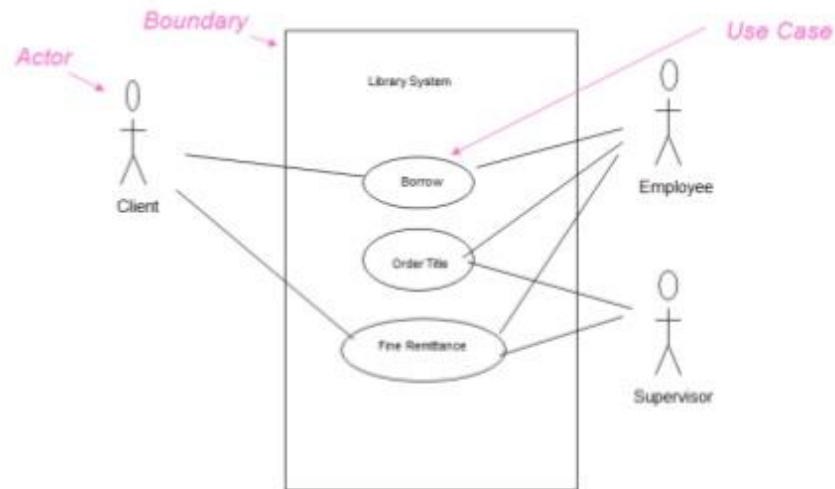 Boundary
Use Case
Actor
Library System
Client
Borrow
Employee
Order Title
Fine Remittance
Supervisor